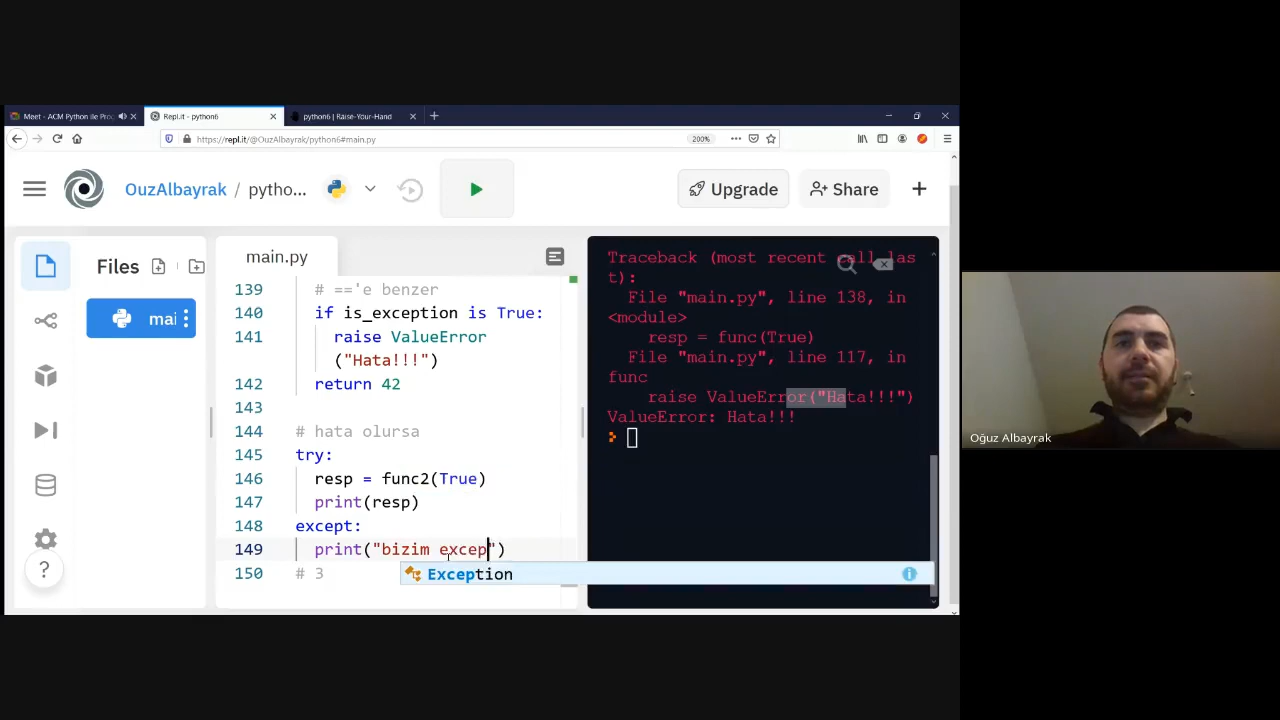 Meet - ACM Python ile Pro
Repl.it - python6
python6 | Raise-Your-Hand
https://repl.it/@OuzAlbayrak/python6#main.py
200%
OuzAlbayrak / pytho...
Upgrade
Share
Files
mai
main.py
139 # =='e benzer
140 if is_exception is True:
141 raise ValueError
("Hata!!!")
142 return 42
143
144 # hata olursa
145 try:
146 resp = func2(True)
147 print(resp)
148 except:
149 print("bizim excep")
150 # 3
Exception
Traceback (most recent call las
t):
File "main.py", line 138, in
<module>
resp = func(True)
File "main.py", line 117, in
func
raise ValueError("Hata!!!")
ValueError: Hata!!!
Oğuz Albayrak